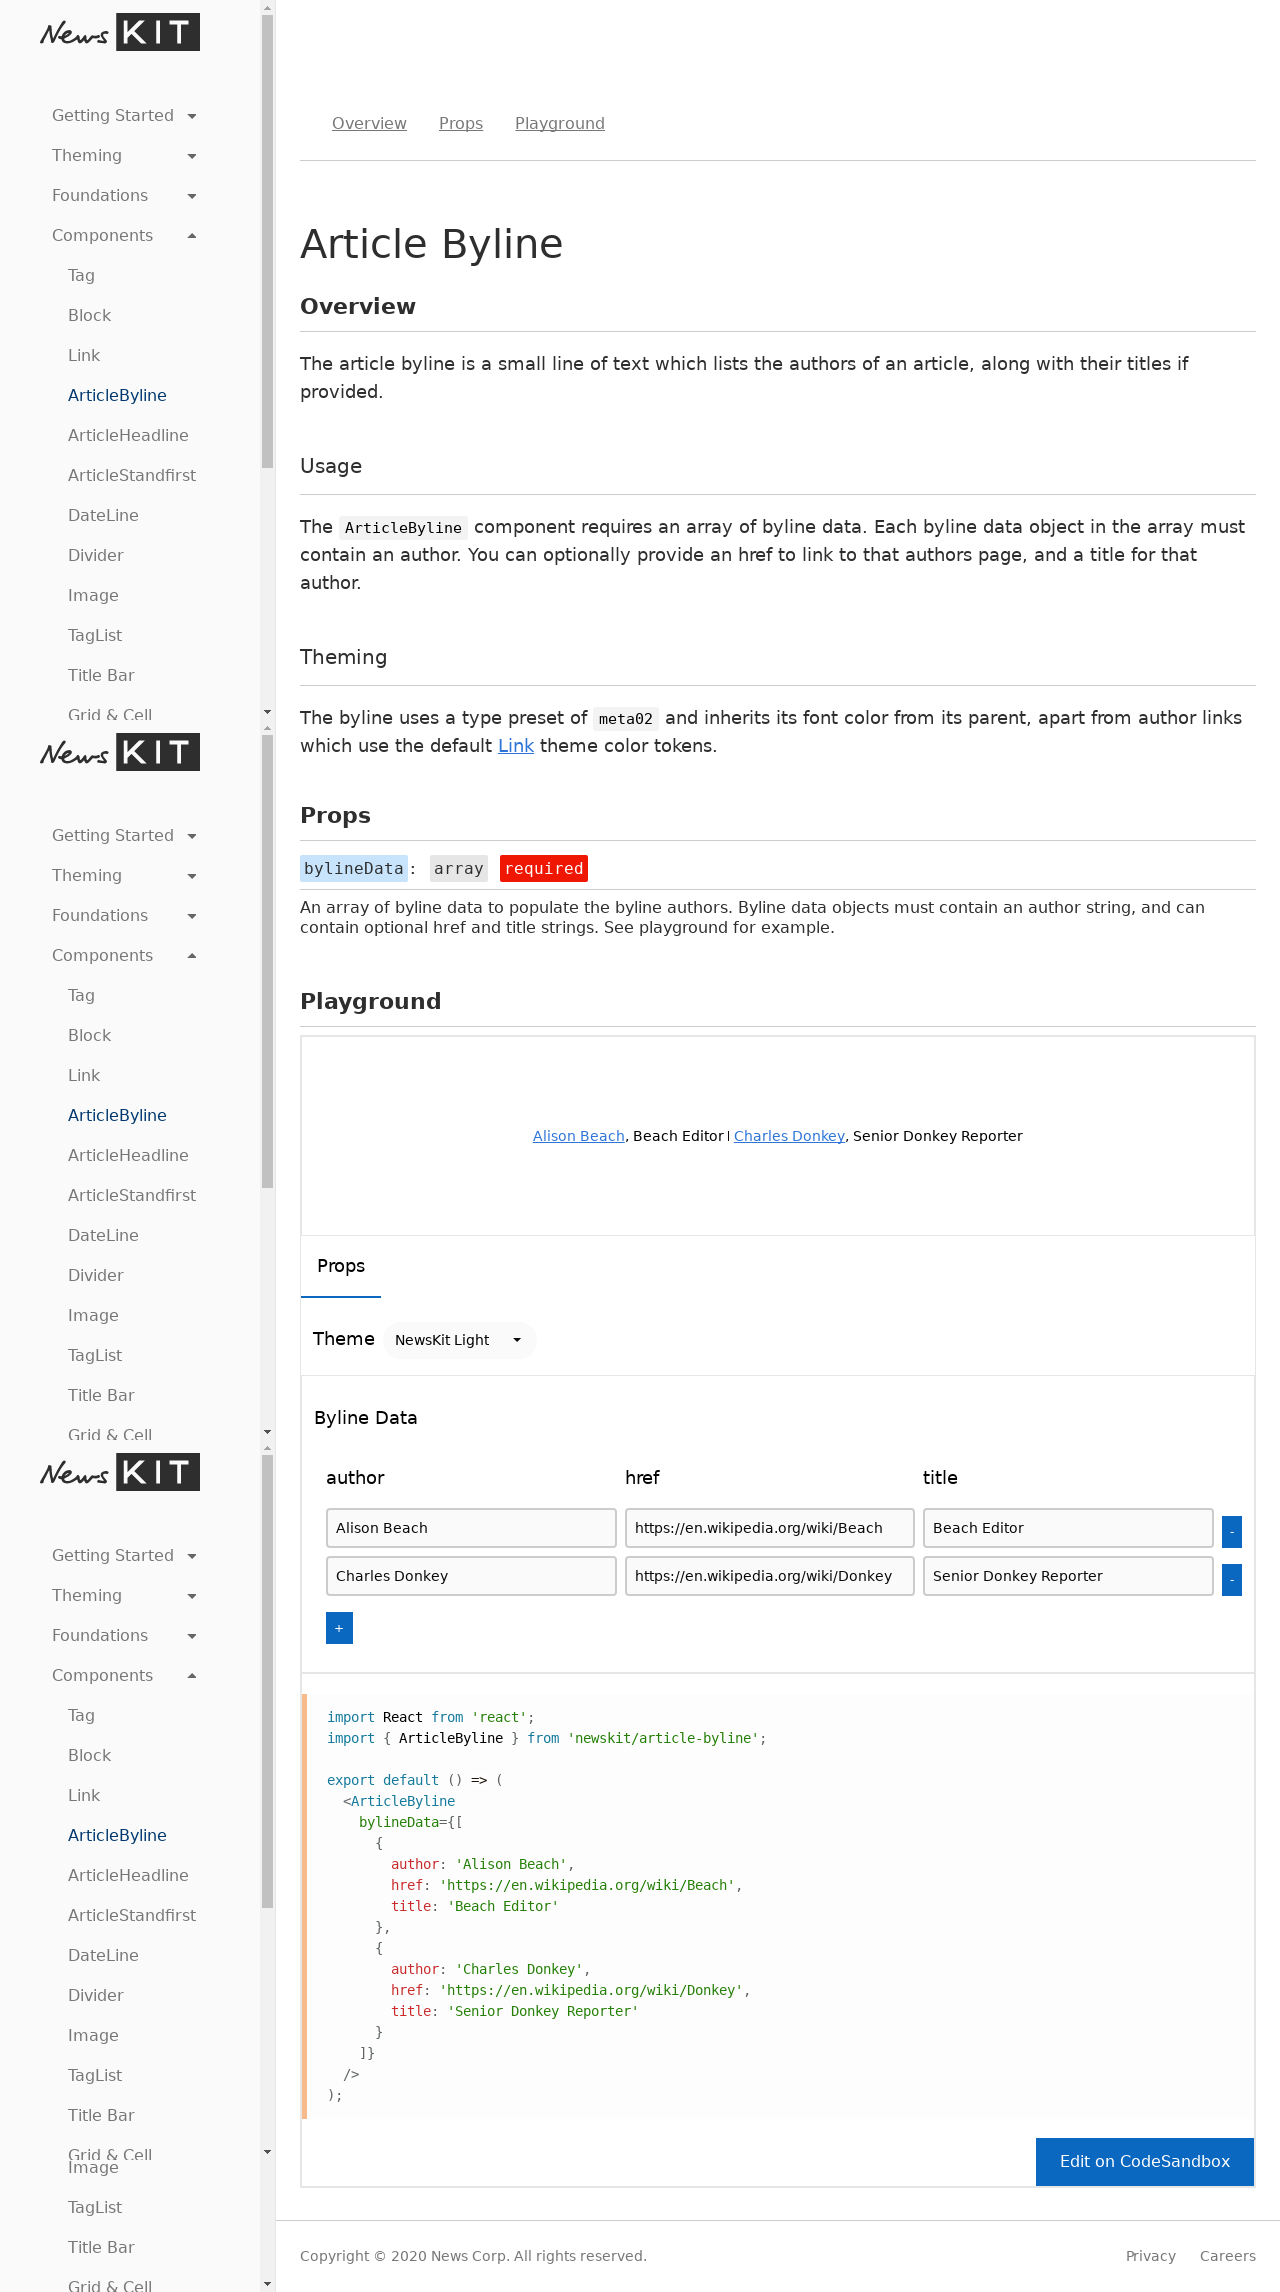 News KIT
Getting Started
Theming
Foundations
Components
Tag
Block
Link
ArticleByline
ArticleHeadline
ArticleStandfirst
DateLine
Divider
Image
TagList
Title Bar
Grid & Cell
News KIT
Getting Started
Theming
Foundations
Components
Tag
Block
Link
ArticleByline
ArticleHeadline
ArticleStandfirst
DateLine
Divider
Image
TagList
Title Bar
Grid & Cell
News KIT
Getting Started
Theming
Foundations
Components
Tag
Block
Link
ArticleByline
ArticleHeadline
ArticleStandfirst
DateLine
Divider
Image
TagList
Title Bar
Grid & Cell
Image
TagList
Title Bar
Grid & Cell
Overview Props Playground
Article Byline
Overview
The article byline is a small line of text which lists the authors of an article, along with their titles if
provided.
Usage
The ArticleByline component requires an array of byline data. Each byline data object in the array must
contain an author. You can optionally provide an href to link to that authors page, and a title for that
author.
Theming
The byline uses a type preset of meta02 and inherits its font color from its parent, apart from author links
which use the default Link theme color tokens.
Props
bylineData: array required
An array of byline data to populate the byline authors. Byline data objects must contain an author string, and can
contain optional href and title strings. See playground for example.
Playground
Alison Beach, Beach Editor | Charles Donkey, Senior Donkey Reporter
Props
Theme NewsKit Light
Byline Data
author href title
Alison Beach https://en.wikipedia.org/wiki/Beach Beach Editor -
Charles Donkey https://en.wikipedia.org/wiki/Donkey Senior Donkey Reporter -
+
import React from 'react';
import { ArticleByline } from 'newskit/article-byline';
export default () => (
<ArticleByline
bylineData={[
{
author: 'Alison Beach',
href: 'https://en.wikipedia.org/wiki/Beach',
title: 'Beach Editor'
},
{
author: 'Charles Donkey',
href: 'https://en.wikipedia.org/wiki/Donkey',
title: 'Senior Donkey Reporter'
}
]}
/>
);
Edit on CodeSandbox
Copyright © 2020 News Corp. All rights reserved. Privacy Careers